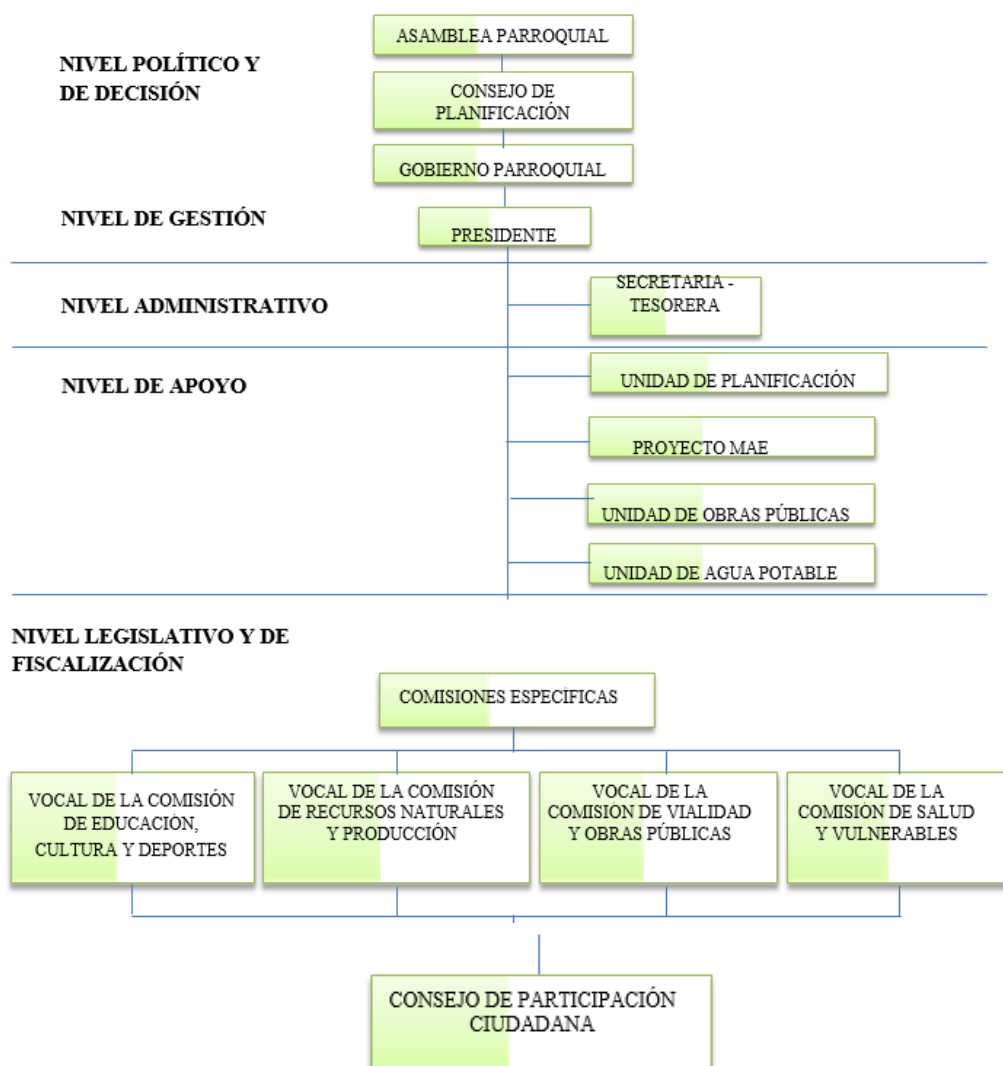 ASAMBLEA PARROQUIAL
NIVEL POLÍTICO Y
DE DECISIÓN
CONSEJO DE
PLANIFICACIÓN
GOBIERNO PARROQUIAL
NIVEL DE GESTIÓN
PRESIDENTE
NIVEL ADMINISTRATIVO
SECRETARIA -
TESORERA
NIVEL DE APOYO
UNIDAD DE PLANIFICACIÓN
PROYECTO MAE
UNIDAD DE OBRAS PÚBLICAS
UNIDAD DE AGUA POTABLE
NIVEL LEGISLATIVO Y DE
FISCALIZACIÓN
COMISIONES ESPECÍFICAS
VOCAL DE LA COMISIÓN
DE EDUCACIÓN,
CULTURA Y DEPORTES
VOCAL DE LA COMISIÓN
DE RECURSOS NATURALES
Y PRODUCCIÓN
VOCAL DE LA
COMISIÓN DE VIALIDAD
Y OBRAS PÚBLICAS
VOCAL DE LA
COMISIÓN DE SALUD
Y VULNERABLES
CONSEJO DE PARTICIPACIÓN
CIUDADANA